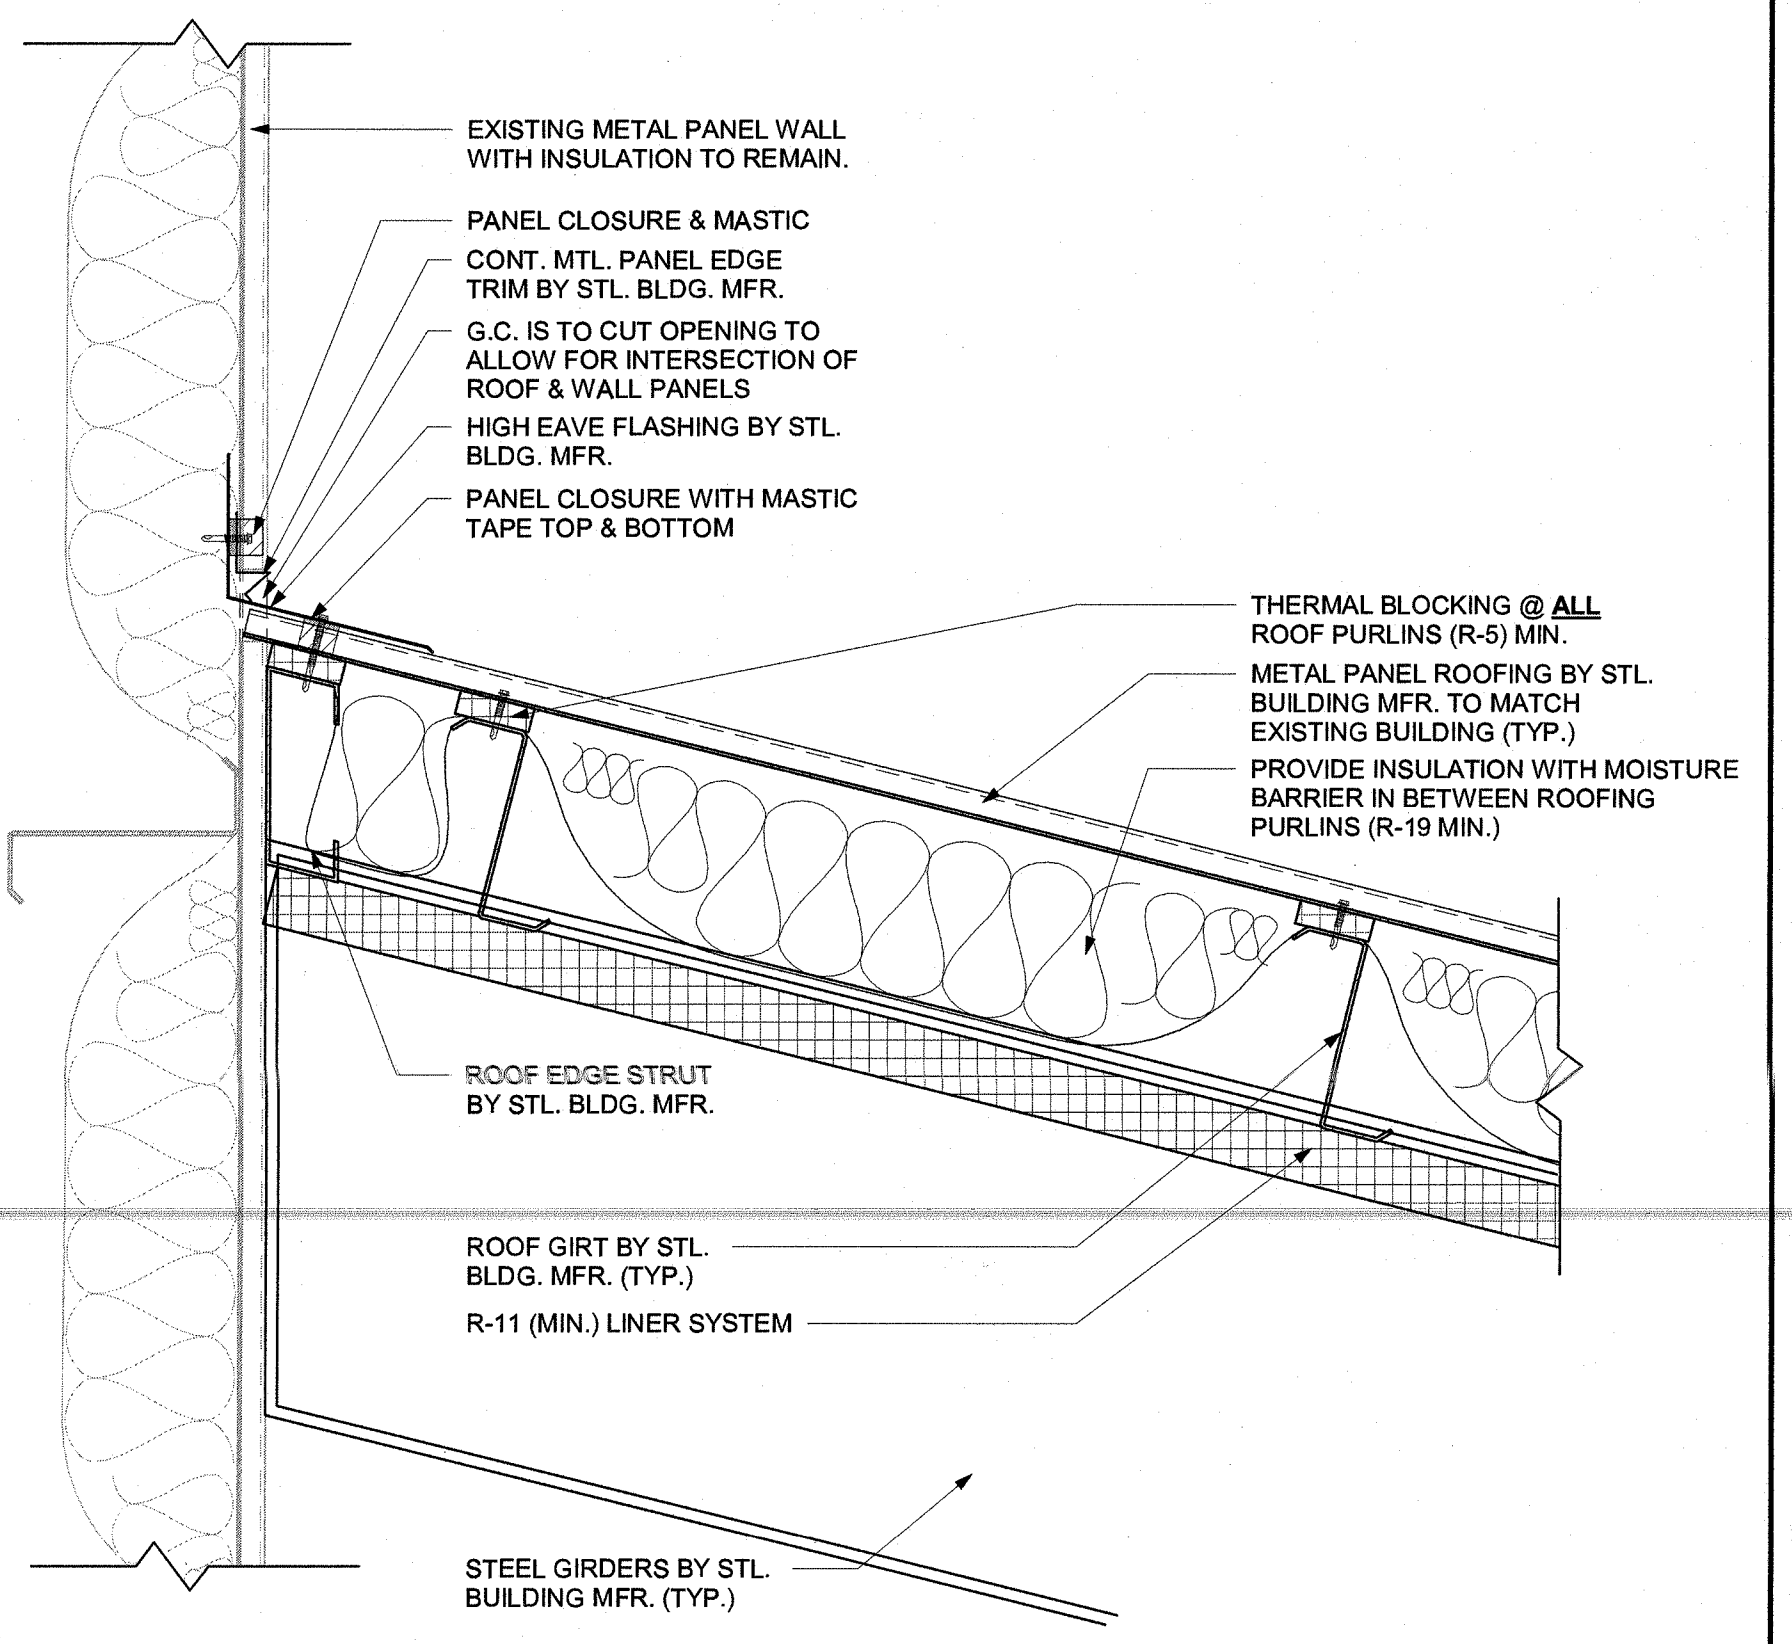 EXISTING METAL PANEL WALL
WITH INSULATION TO REMAIN.
PANEL CLOSURE & MASTIC
CONT. MTL. PANEL EDGE
TRIM BY STL. BLDG. MFR.
G.C. IS TO CUT OPENING TO
ALLOW FOR INTERSECTION OF
ROOF & WALL PANELS
HIGH EAVE FLASHING BY STL.
BLDG. MFR.
PANEL CLOSURE WITH MASTIC
TAPE TOP & BOTTOM
THERMAL BLOCKING @ ALL
ROOF PURLINS (R-5) MIN.
METAL PANEL ROOFING BY STL.
BUILDING MFR. TO MATCH
EXISTING BUILDING (TYP.)
PROVIDE INSULATION WITH MOISTURE
BARRIER IN BETWEEN ROOFING
PURLINS (R-19 MIN.)
ROOF EDGE STRUT
BY STL. BLDG. MFR.
ROOF GIRT BY STL.
BLDG. MFR. (TYP.)
R-11 (MIN.) LINER SYSTEM
STEEL GIRDERS BY STL.
BUILDING MFR. (TYP.)